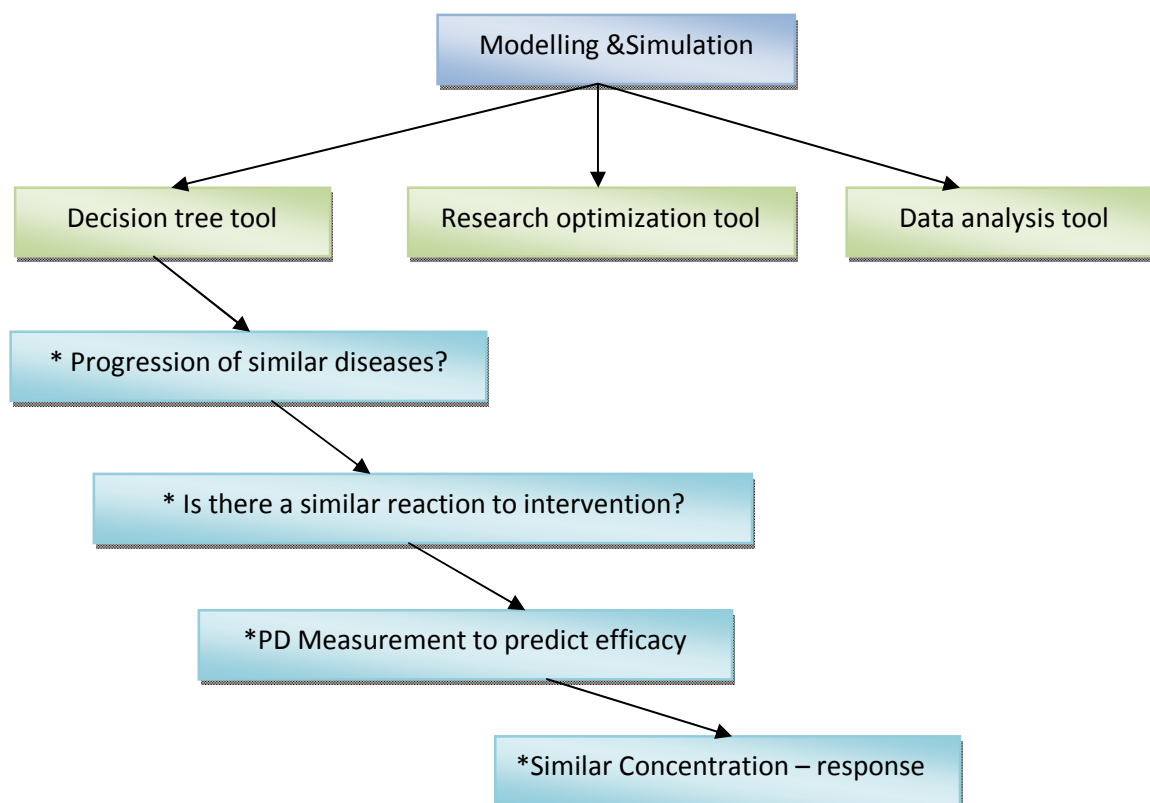 Modelling &Simulation
Decision tree tool
Research optimization tool
Data analysis tool
* Progression of similar diseases?
* Is there a similar reaction to intervention?
*PD Measurement to predict efficacy
*Similar Concentration – response